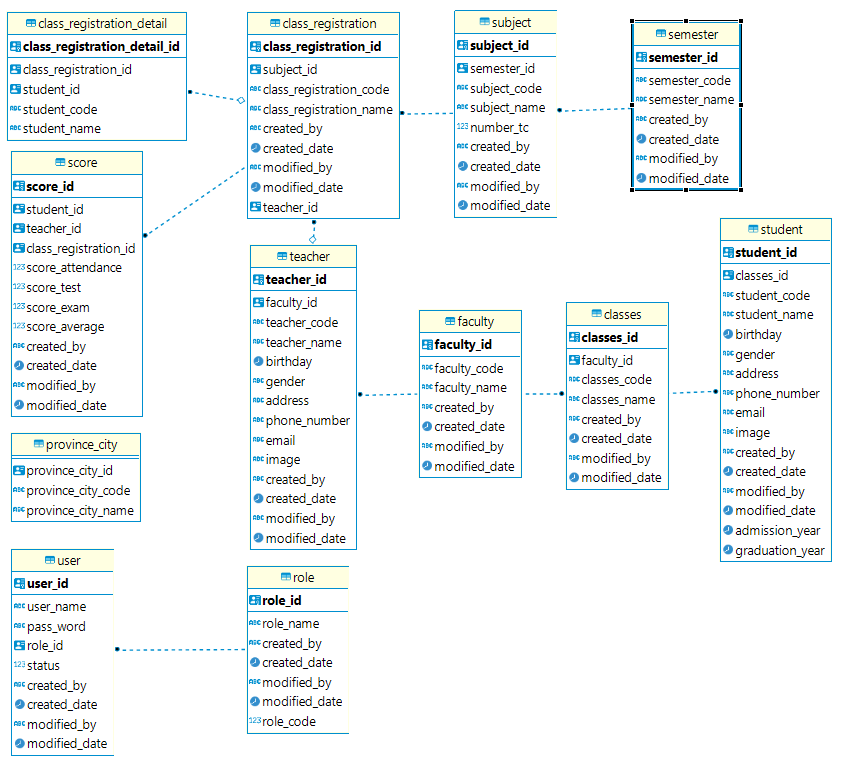 class_registration_detail
class_registration_detail_id
class_registration_id
student_id
student_code
student_name
class_registration
class_registration_id
subject_id
class_registration_code
class_registration_name
created_by
created_date
modified_by
modified_date
teacher_id
subject
subject_id
semester_id
subject_code
subject_name
number_tc
created_by
created_date
modified_by
modified_date
semester
semester_id
semester_code
semester_name
created_by
created_date
modified_by
modified_date
score
score_id
student_id
teacher_id
class_registration_id
score_attendance
score_test
score_exam
score_average
created_by
created_date
modified_by
modified_date
teacher
teacher_id
faculty_id
teacher_code
teacher_name
birthday
gender
address
phone_number
email
image
created_by
created_date
modified_by
modified_date
faculty
faculty_id
faculty_code
faculty_name
created_by
created_date
modified_by
modified_date
classes
classes_id
faculty_id
classes_code
classes_name
created_by
created_date
modified_by
modified_date
student
student_id
classes_id
student_code
student_name
birthday
gender
address
phone_number
email
image
created_by
created_date
modified_by
modified_date
admission_year
graduation_year
province_city
province_city_id
province_city_code
province_city_name
user
user_id
user_name
pass_word
role_id
status
created_by
created_date
modified_by
modified_date
role
role_id
role_name
created_by
created_date
modified_by
modified_date
role_code